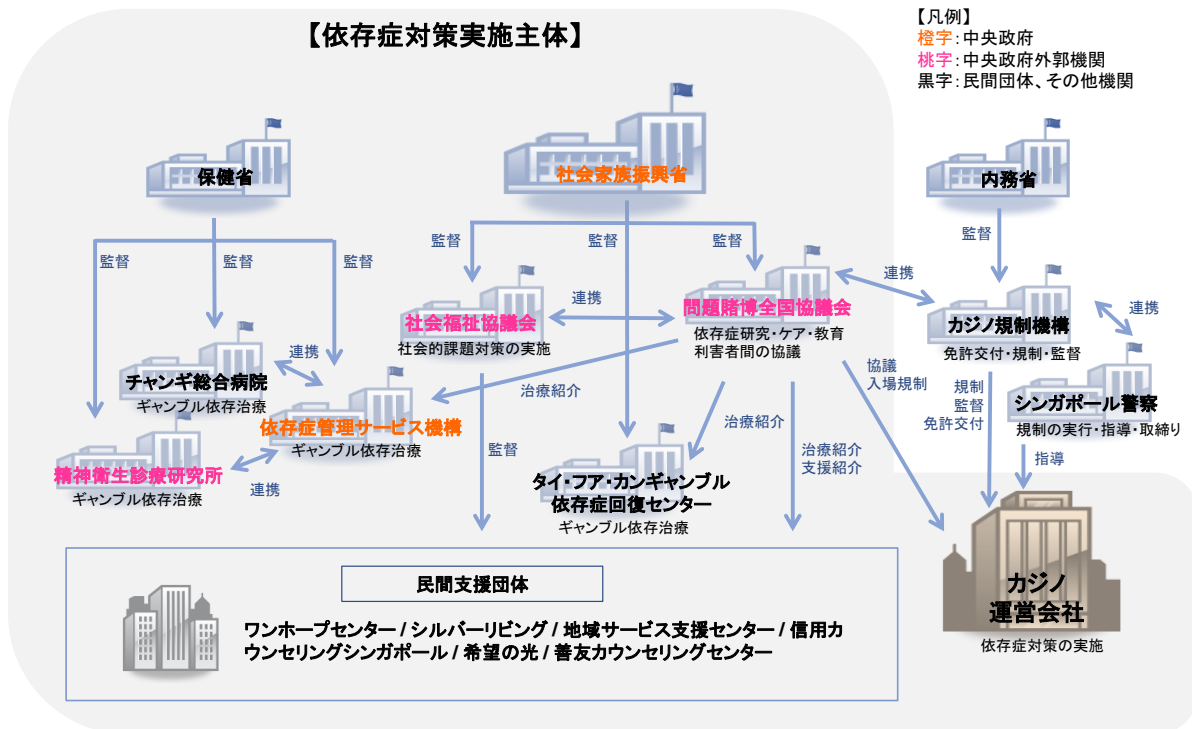 【依存症対策実施主体】
【凡例】
橙字：中央政府
桃字：中央政府外郭機関
黒字：民間団体、その他機関
保健省
社会家族振興省
内務省
監督
監督
監督
監督
監督
監督
監督
社会福祉協議会
社会的課題対策の実施
連携
問題賭博全国協議会
依存症研究・ケア・教育
利害者間の協議
連携
カジノ規制機構
免許交付・規制・監督
連携
チャンギ総合病院
ギャンブル依存治療
連携
依存症管理サービス機構
ギャンブル依存治療
治療紹介
協議
入場規制
規制
監督
免許交付
シンガポール警察
規制の実行・指導・取締り
指導
精神衛生診療研究所
ギャンブル依存治療
連携
監督
治療紹介
治療紹介
支援紹介
タイ・フア・カンギャンブル
依存症回復センター
ギャンブル依存治療
カジノ
運営会社
依存症対策の実施
民間支援団体
ワンホープセンター / シルバーリビング / 地域サービス支援センター / 信用カ
ウンセリングシンガポール / 希望の光 / 善友カウンセリングセンター